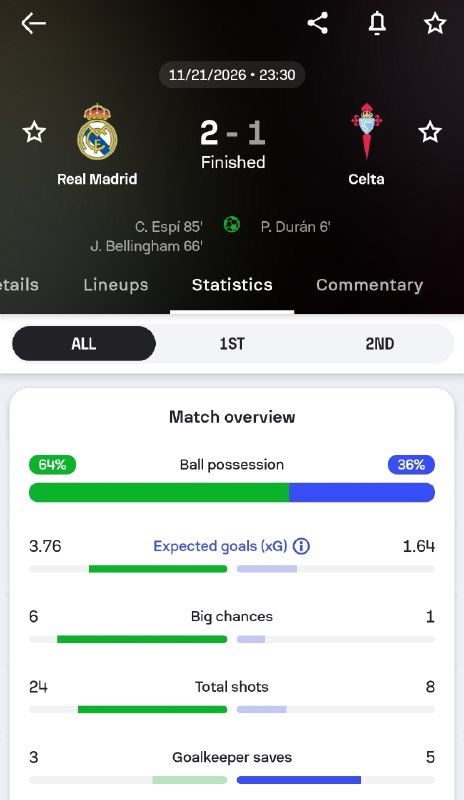 11/21/2026 • 23:30
2 - 1
Finished
Real Madrid
Celta
C. Espí 85'
P. Durán 6'
J. Bellingham 66'
etails
Lineups
Statistics
Commentary
ALL
1ST
2ND
Match overview
64%
Ball possession
36%
3.76
Expected goals (xG)
1.64
6
Big chances
1
24
Total shots
8
3
Goalkeeper saves
5